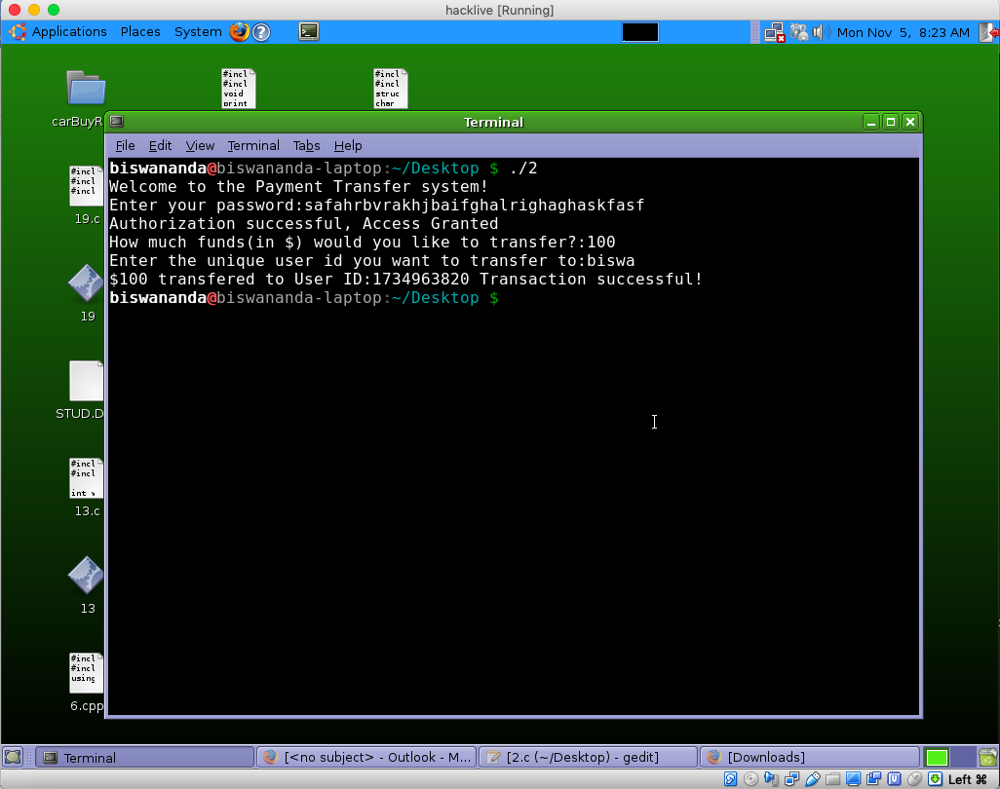 hacklive [Running]
Applications Places System Mon Nov 5, 8:23 AM
#incl
#incl
void
print
#incl
#incl
struc
char
carBuyR
Terminal
File Edit View Terminal Tabs Help
biswananda@biswananda-laptop:~/Desktop $ ./2
Welcome to the Payment Transfer system!
Enter your password:safahrbvrakhjbaifghalrighaghaskfasf
Authorization successful, Access Granted
How much funds(in $) would you like to transfer?:100
Enter the unique user id you want to transfer to:biswa
$100 transfered to User ID:1734963820 Transaction successful!
biswananda@biswananda-laptop:~/Desktop $
#incl
#incl
#incl
19.c
19
STUD.D
#incl
#incl
int v
13.c
13
#incl
#incl
using
6.cpp
Terminal [<no subject> - Outlook - M... [2.c (~/Desktop) - gedit] [Downloads]
Left ⌘